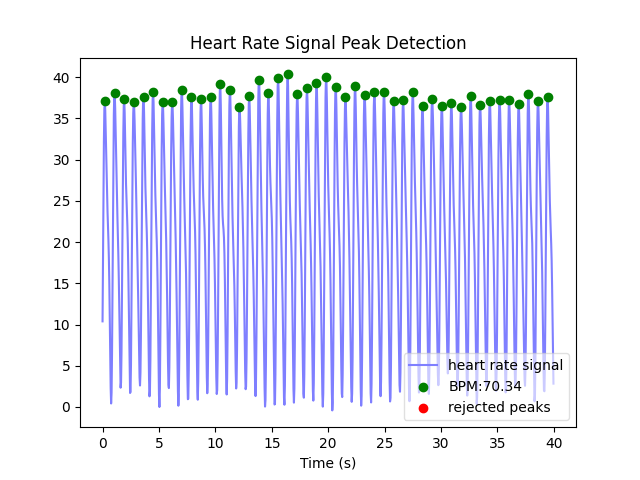 Heart Rate Signal Peak Detection
40
35
30
25
20
15
10
5
0
heart rate signal
BPM:70.34
rejected peaks
0 5 10 15 20 25 30 35 40
Time (s)